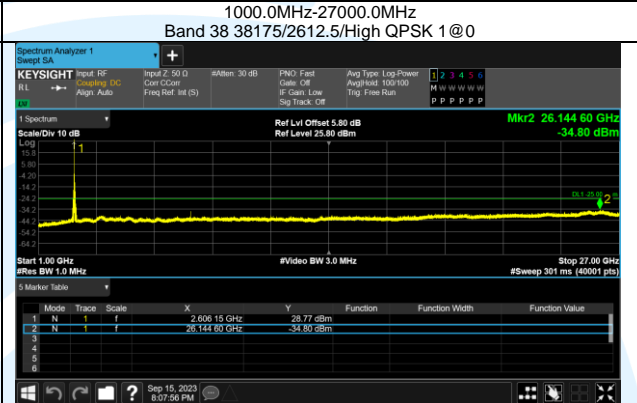 1000.0MHz-27000.0MHz
Band 38 38175/2612.5/High QPSK 1@0
Spectrum Analyzer 1
Swept SA
+
KEYSIGHT Input: RF Input Z: 50 Ω #Atten: 30 dB PNO: Fast Avg Type: Log-Power 1 2 3 4 5 6
RL Coupling: DC Corr CCorr Gate: Off Avg|Hold: 100/100 M W W W W W
Align: Auto Freq Ref: Int (S) IF Gain: Low Trig: Free Run
Sig Track: Off P P P P P P
1 Spectrum Ref Lvl Offset 5.80 dB Mkr2 26.144 60 GHz
Scale/Div 10 dB Ref Level 25.80 dBm -34.80 dBm
Log
15.8
5.80
-4.20
-14.2
-24.2
-34.2
-44.2
-54.2
-64.2
1
DL1 -25.00
2
Start 1.00 GHz #Video BW 3.0 MHz Stop 27.00 GHz
#Res BW 1.0 MHz #Sweep 301 ms (40001 pts)
5 Marker Table
Mode Trace Scale X Y Function Function Width Function Value
1 N 1 f 2.606 15 GHz 28.77 dBm
2 N 1 f 26.144 60 GHz -34.80 dBm
3
4
5
6
? Sep 15, 2023
8:07:56 PM